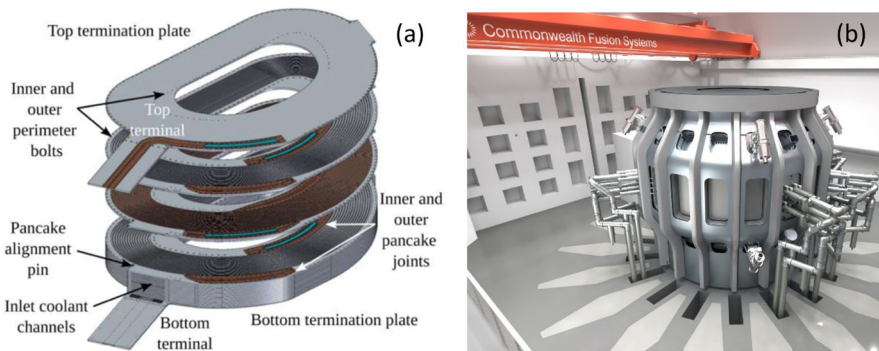 Top termination plate
(a)
Inner and
outer
perimeter
bolts
Top
terminal
Pancake
alignment
pin
Inner and
outer
pancake
joints
Inlet coolant
channels
Bottom
terminal
Bottom termination plate
Commonwealth Fusion Systems
(b)